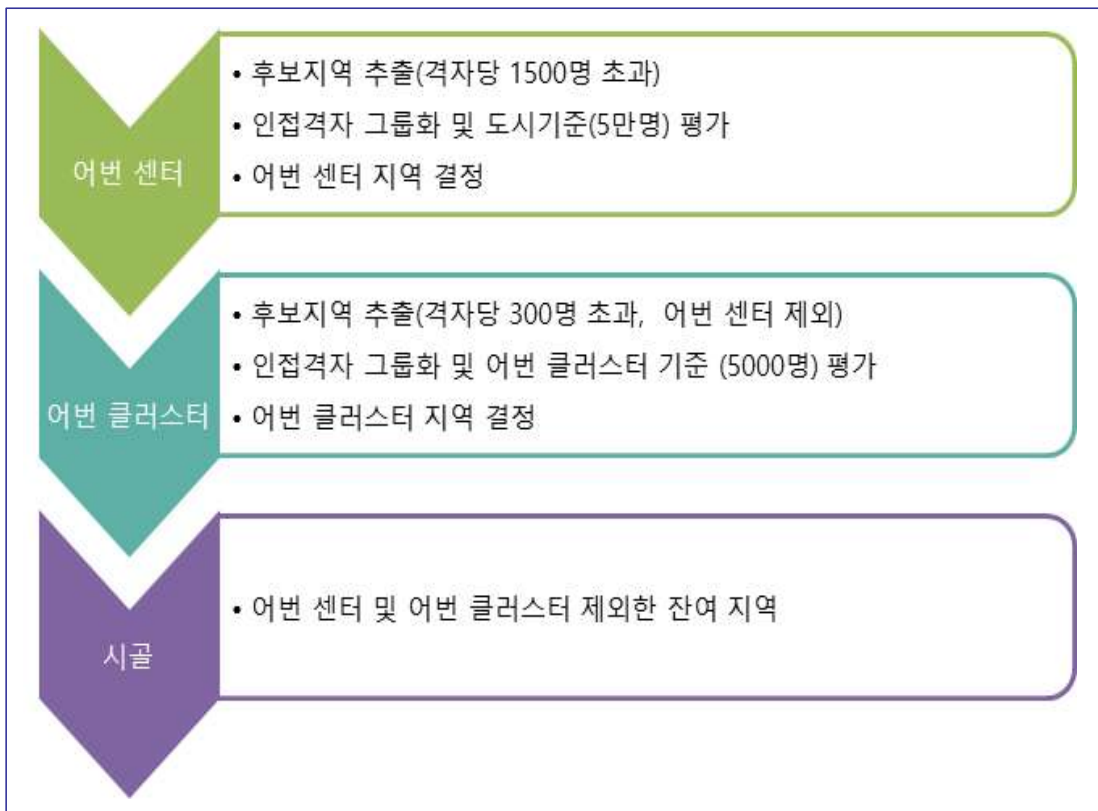 어번 센터
• 후보지역 추출(격자당 1500명 초과)
• 인접격자 그룹화 및 도시기준(5만명) 평가
• 어번 센터 지역 결정
어번 클러스터
• 후보지역 추출(격자당 300명 초과, 어번 센터 제외)
• 인접격자 그룹화 및 어번 클러스터 기준 (5000명) 평가
• 어번 클러스터 지역 결정
시골
• 어번 센터 및 어번 클러스터 제외한 잔여 지역